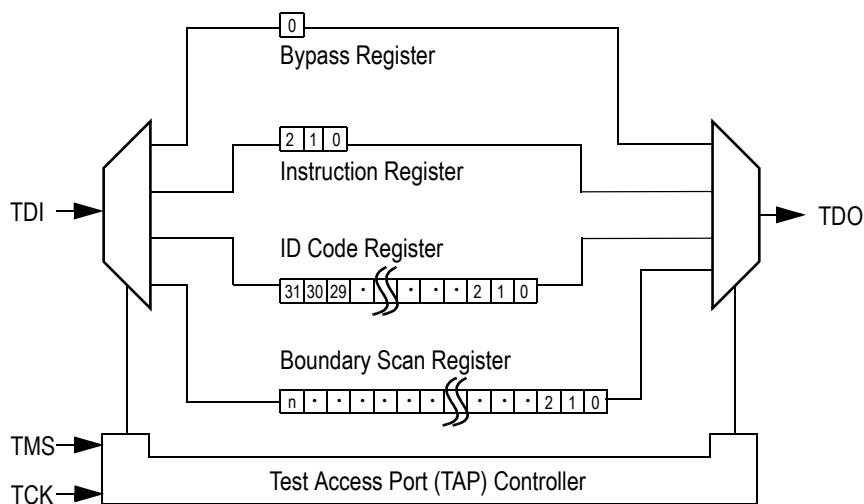 0
Bypass Register
2 1 0
Instruction Register
TDI
TDO
ID Code Register
31 30 29 · · · · · 2 1 0
Boundary Scan Register
n · · · · · · · · · 2 1 0
TMS
TCK
Test Access Port (TAP) Controller